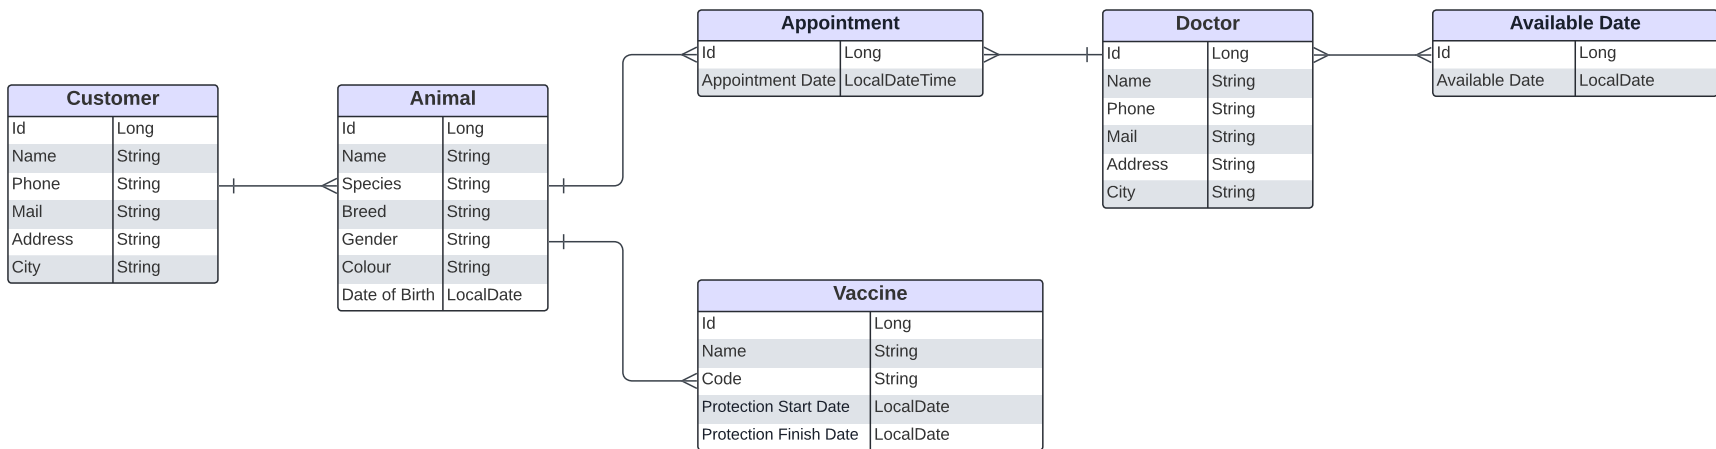 Customer
Id Long
Name String
Phone String
Mail String
Address String
City String
Animal
Id Long
Name String
Species String
Breed String
Gender String
Colour String
Date of Birth LocalDate
Appointment
Id Long
Appointment Date LocalDateTime
Vaccine
Id Long
Name String
Code String
Protection Start Date LocalDate
Protection Finish Date LocalDate
Doctor
Id Long
Name String
Phone String
Mail String
Address String
City String
Available Date
Id Long
Available Date LocalDate